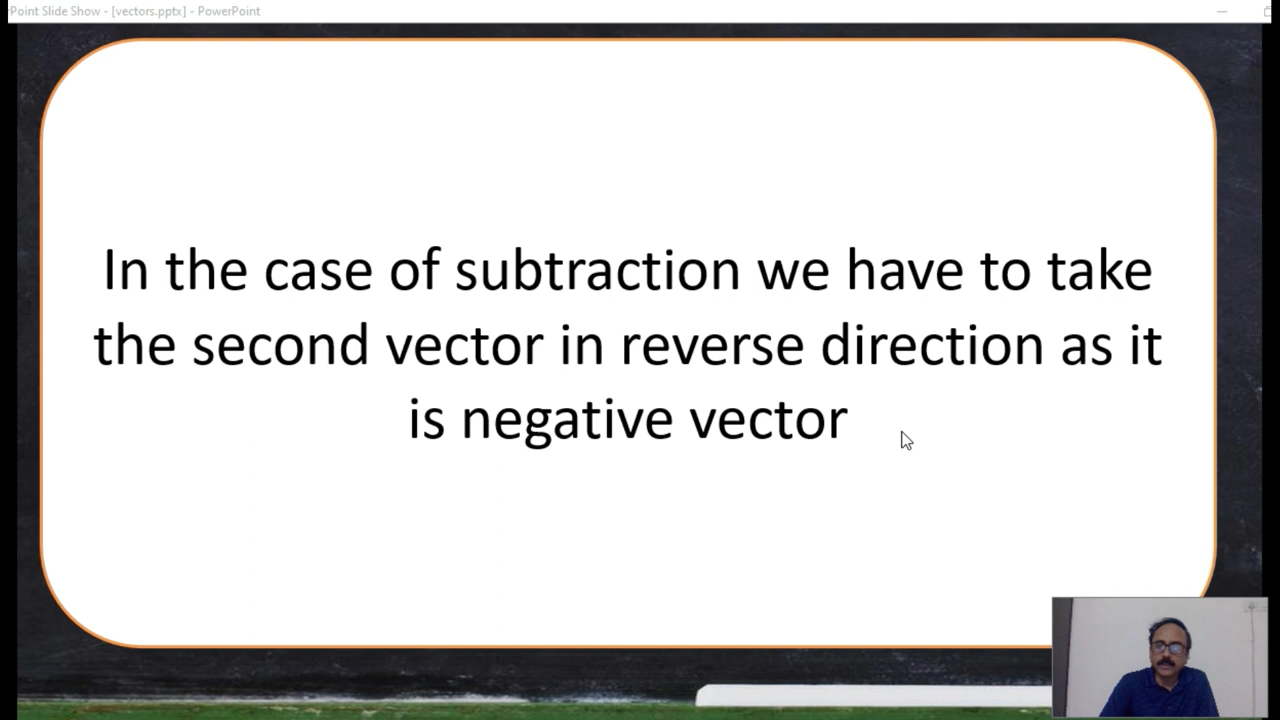 Point Slide Show - [vectors.pptx] - PowerPoint
In the case of subtraction we have to take
the second vector in reverse direction as it
is negative vector